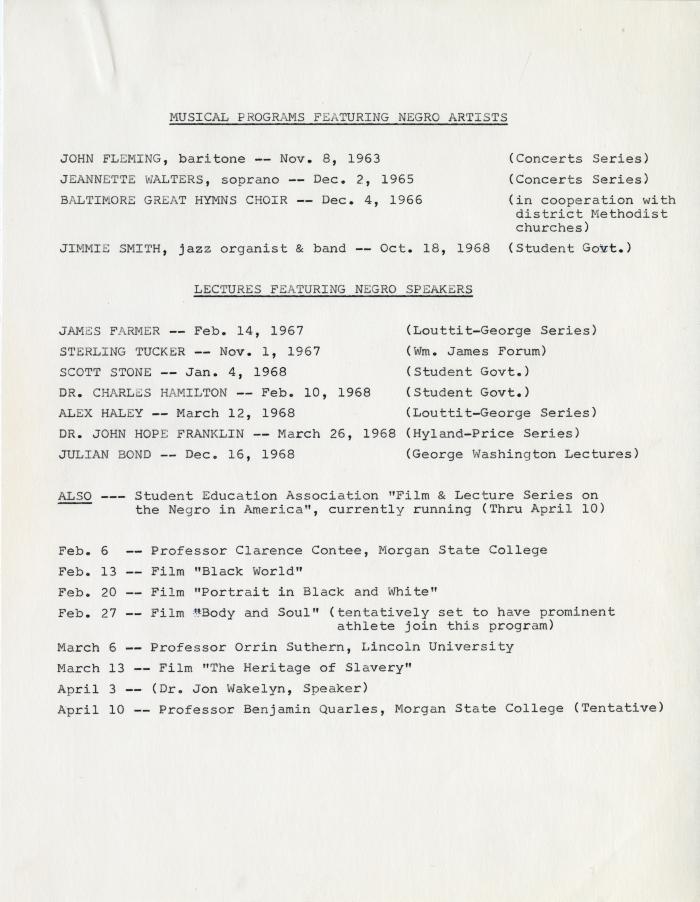 MUSICAL PROGRAMS FEATURING NEGRO ARTISTS
JOHN FLEMING, baritone -- Nov. 8, 1963 (Concerts Series)
JEANNETTE WALTERS, soprano -- Dec. 2, 1965 (Concerts Series)
BALTIMORE GREAT HYMNS CHOIR -- Dec. 4, 1966 (in cooperation with
district Methodist
churches)
JIMMIE SMITH, jazz organist & band -- Oct. 18, 1968 (Student Govt.)
LECTURES FEATURING NEGRO SPEAKERS
JAMES FARMER -- Feb. 14, 1967 (Louttit-George Series)
STERLING TUCKER -- Nov. 1, 1967 (Wm. James Forum)
SCOTT STONE -- Jan. 4, 1968 (Student Govt.)
DR. CHARLES HAMILTON -- Feb. 10, 1968 (Student Govt.)
ALEX HALEY -- March 12, 1968 (Louttit-George Series)
DR. JOHN HOPE FRANKLIN -- March 26, 1968 (Hyland-Price Series)
JULIAN BOND -- Dec. 16, 1968 (George Washington Lectures)
ALSO --- Student Education Association "Film & Lecture Series on
the Negro in America", currently running (Thru April 10)
Feb. 6 -- Professor Clarence Contee, Morgan State College
Feb. 13 -- Film "Black World"
Feb. 20 -- Film "Portrait in Black and White"
Feb. 27 -- Film "Body and Soul" (tentatively set to have prominent
athlete join this program)
March 6 -- Professor Orrin Suthern, Lincoln University
March 13 -- Film "The Heritage of Slavery"
April 3 -- (Dr. Jon Wakelyn, Speaker)
April 10 -- Professor Benjamin Quarles, Morgan State College (Tentative)